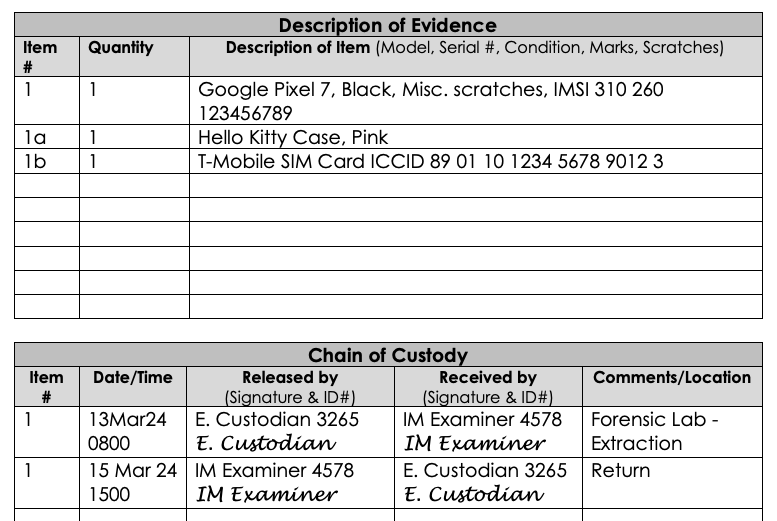 Description of Evidence
Item # Quantity Description of Item (Model, Serial #, Condition, Marks, Scratches)
1 1 Google Pixel 7, Black, Misc. scratches, IMSI 310 260
123456789
1a 1 Hello Kitty Case, Pink
1b 1 T-Mobile SIM Card ICCID 89 01 10 1234 5678 9012 3
Chain of Custody
Item Date/Time Released by Received by Comments/Location
# (Signature & ID#) (Signature & ID#)
1 13Mar24 E. Custodian 3265 IM Examiner 4578 Forensic Lab -
0800 E. Custodian IM Examiner Extraction
1 15 Mar 24 IM Examiner 4578 E. Custodian 3265 Return
1500 IM Examiner E. Custodian